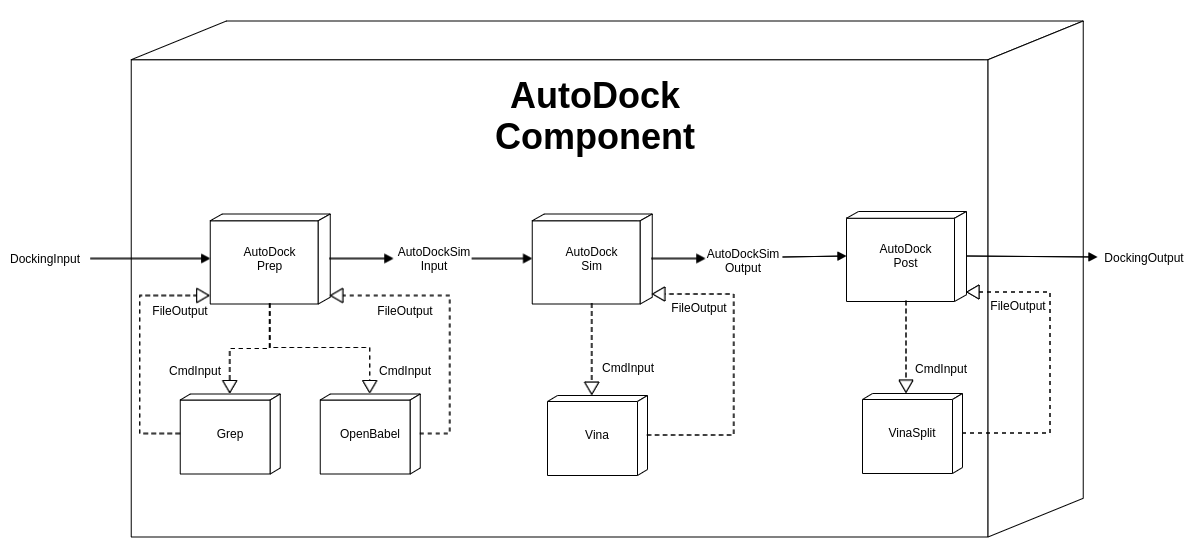 AutoDock
Component
DockingInput
AutoDock
Prep
AutoDockSim
Input
AutoDock
Sim
AutoDockSim
Output
AutoDock
Post
DockingOutput
FileOutput
FileOutput
FileOutput
FileOutput
CmdInput
CmdInput
CmdInput
CmdInput
Grep
OpenBabel
Vina
VinaSplit